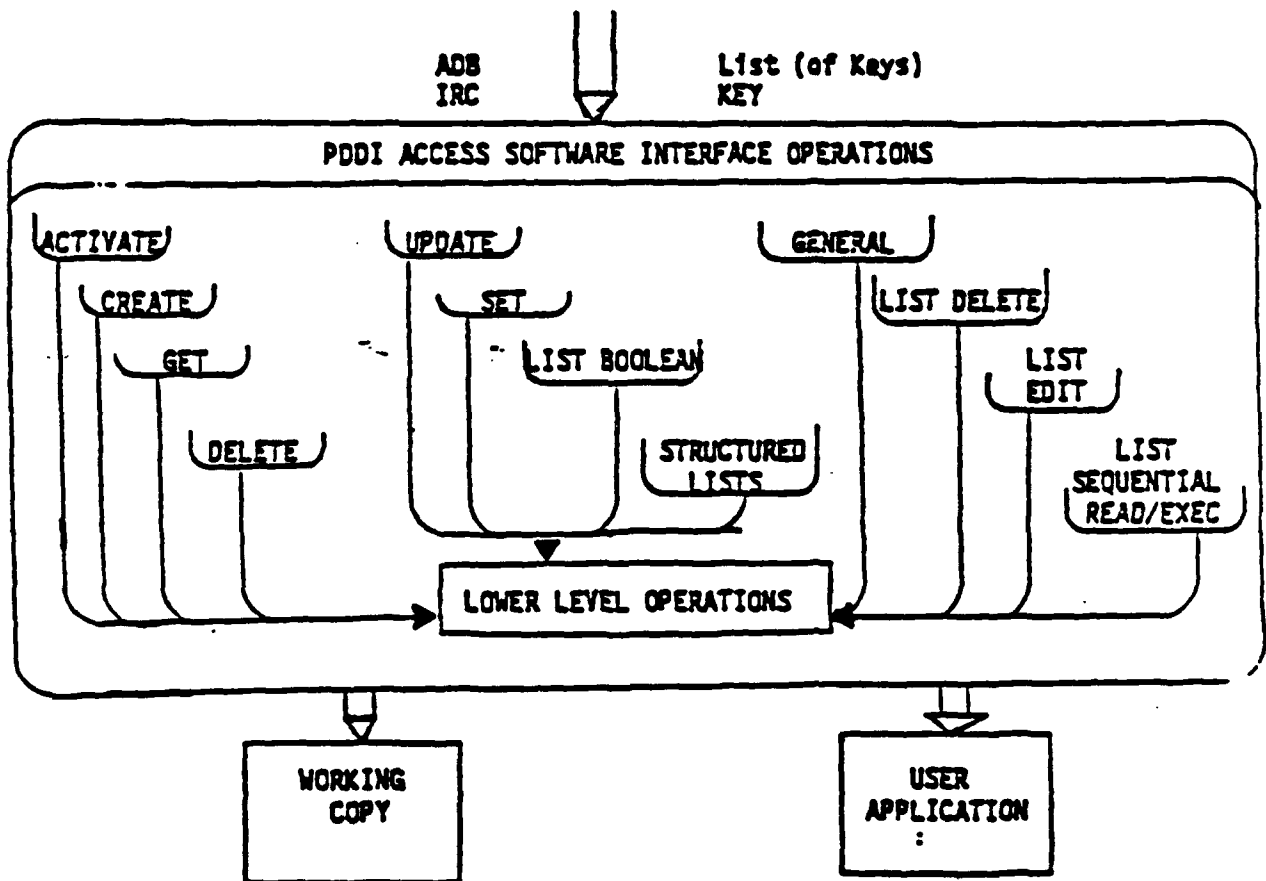 ADB
IRC
List (of Keys)
KEY
PDDI ACCESS SOFTWARE INTERFACE OPERATIONS
ACTIVATE
UPDATE
GENERAL
CREATE
SET
LIST DELETE
GET
LIST BOOLEAN
LIST
EDIT
DELETE
STRUCTURED
LISTS
LIST
SEQUENTIAL
READ/EXEC
LOWER LEVEL OPERATIONS
WORKING
COPY
USER
APPLICATION
: